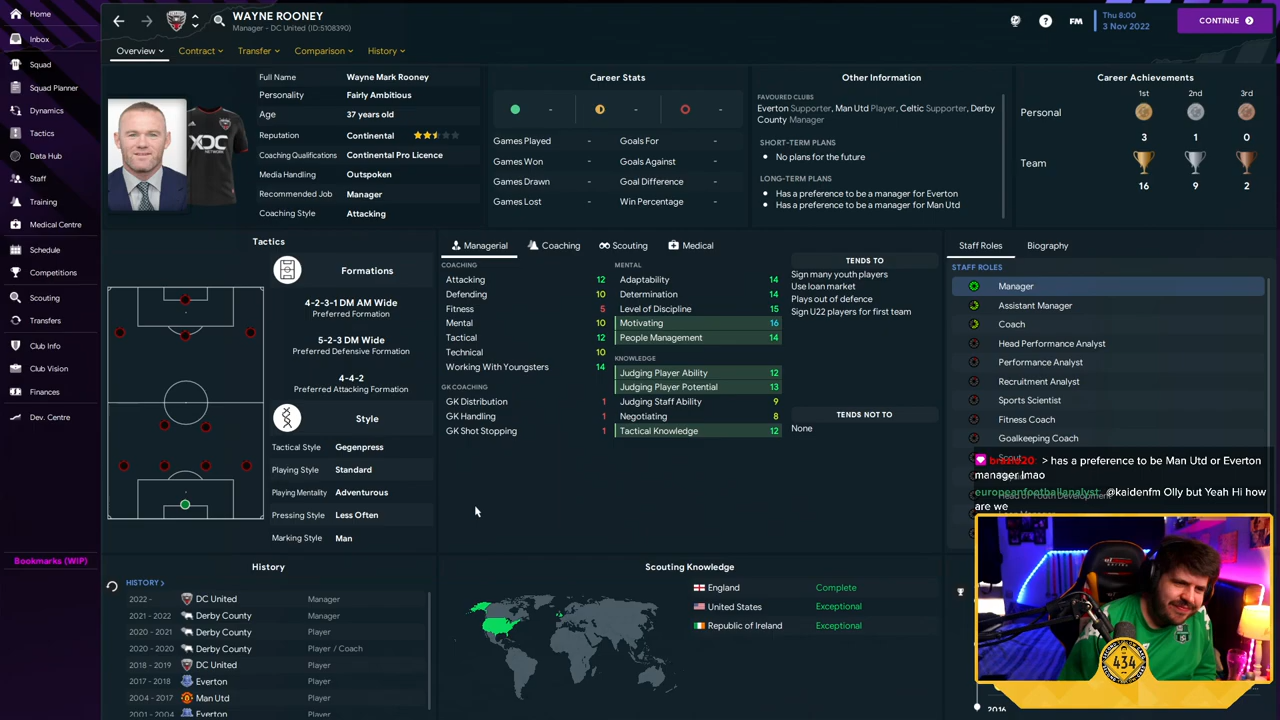 Home
Inbox
Squad
Squad Planner
Dynamics
Tactics
Data Hub
Staff
Training
Medical Centre
Schedule
Competitions
Scouting
Transfers
Club Info
Club Vision
Finances
Dev. Centre
Bookmarks (WIP)
WAYNE ROONEY
Manager - DC United (ID:5108390)
FM
Thu 8:00
3 Nov 2022
CONTINUE
Overview
Contract
Transfer
Comparison
History
Full Name Wayne Mark Rooney
Personality Fairly Ambitious
Age 37 years old
Reputation Continental
Coaching Qualifications Continental Pro Licence
Media Handling Outspoken
Recommended Job Manager
Coaching Style Attacking
XDC
NETWORK
Career Stats
- - -
Games Played - Goals For -
Games Won - Goals Against -
Games Drawn - Goal Difference -
Games Lost - Win Percentage -
Other Information
FAVOURED CLUBS
Everton Supporter, Man Utd Player, Celtic Supporter, Derby
County Manager
SHORT-TERM PLANS
No plans for the future
LONG-TERM PLANS
Has a preference to be a manager for Everton
Has a preference to be a manager for Man Utd
Career Achievements
1st 2nd 3rd
Personal
3 1 0
Team
16 9 2
Tactics
Formations
4-2-3-1 DM AM Wide
Preferred Formation
5-2-3 DM Wide
Preferred Defensive Formation
4-4-2
Preferred Attacking Formation
Style
Tactical Style Gegenpress
Playing Style Standard
Playing Mentality Adventurous
Pressing Style Less Often
Marking Style Man
Managerial
Coaching
Scouting
Medical
COACHING
Attacking 12
Defending 10
Fitness 5
Mental 10
Tactical 12
Technical 10
Working With Youngsters 14
GK COACHING
GK Distribution 1
GK Handling 1
GK Shot Stopping 1
MENTAL
Adaptability 14
Determination 14
Level of Discipline 15
Motivating 16
People Management 14
KNOWLEDGE
Judging Player Ability 12
Judging Player Potential 13
Judging Staff Ability 9
Negotiating 8
Tactical Knowledge 12
TENDS TO
Sign many youth players
Use loan market
Plays out of defence
Sign U22 players for first team
TENDS NOT TO
None
Staff Roles
Biography
STAFF ROLES
Manager
Assistant Manager
Coach
Head Performance Analyst
Performance Analyst
Recruitment Analyst
Sports Scientist
Fitness Coach
Goalkeeping Coach
Scout
Head of Youth Development
> has a preference to be Man Utd or Everton
manager lmao
europeanfootballanalyst: @kaidenfm Olly but Yeah Hi how
are we
History
HISTORY >
2022 - DC United Manager
2021 - 2022 Derby County Manager
2020 - 2021 Derby County Player
2020 - 2020 Derby County Player / Coach
2018 - 2019 DC United Player
2017 - 2018 Everton Player
2004 - 2017 Man Utd Player
2001 - 2004 Everton Player
Scouting Knowledge
England Complete
United States Exceptional
Republic of Ireland Exceptional
434
2016